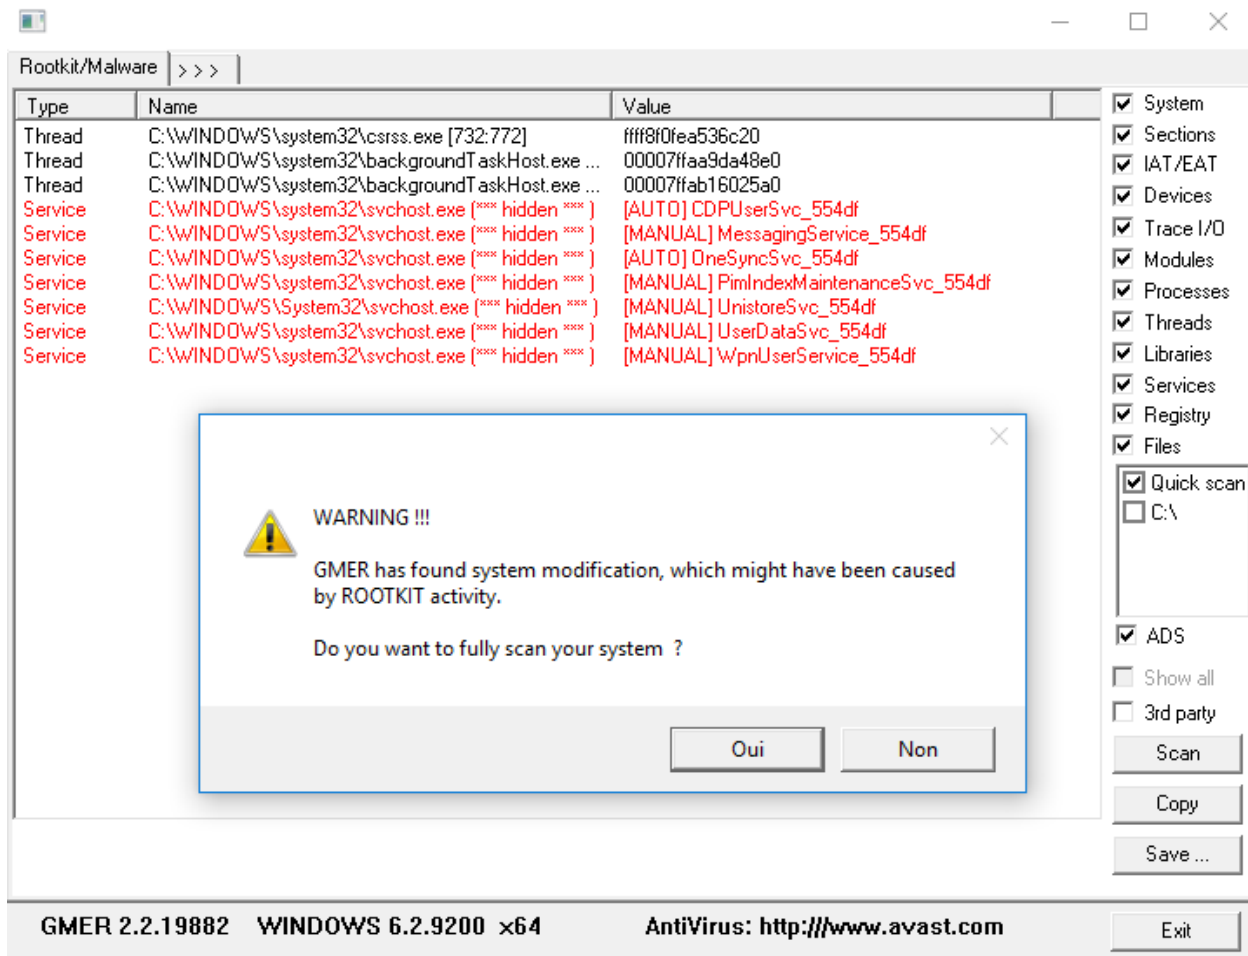 Rootkit/Malware > > >
Type Name Value
Thread C:\WINDOWS\system32\csrss.exe [732:772] ffff8f0fea536c20
Thread C:\WINDOWS\system32\backgroundTaskHost.exe ... 00007ffaa9da48e0
Thread C:\WINDOWS\system32\backgroundTaskHost.exe ... 00007ffab16025a0
Service C:\WINDOWS\system32\svchost.exe (*** hidden *** ) [AUTO] CDPUserSvc_554df
Service C:\WINDOWS\system32\svchost.exe (*** hidden *** ) [MANUAL] MessagingService_554df
Service C:\WINDOWS\system32\svchost.exe (*** hidden *** ) [AUTO] OneSyncSvc_554df
Service C:\WINDOWS\system32\svchost.exe (*** hidden *** ) [MANUAL] PimIndexMaintenanceSvc_554df
Service C:\WINDOWS\System32\svchost.exe (*** hidden *** ) [MANUAL] UnistoreSvc_554df
Service C:\WINDOWS\system32\svchost.exe (*** hidden *** ) [MANUAL] UserDataSvc_554df
Service C:\WINDOWS\system32\svchost.exe (*** hidden *** ) [MANUAL] WpnUserService_554df
WARNING !!!
GMER has found system modification, which might have been caused
by ROOTKIT activity.
Do you want to fully scan your system ?
Oui Non
System
Sections
IAT/EAT
Devices
Trace I/O
Modules
Processes
Threads
Libraries
Services
Registry
Files
Quick scan
C:\
ADS
Show all
3rd party
Scan
Copy
Save ...
GMER 2.2.19882 WINDOWS 6.2.9200 x64 AntiVirus: http:///www.avast.com
Exit